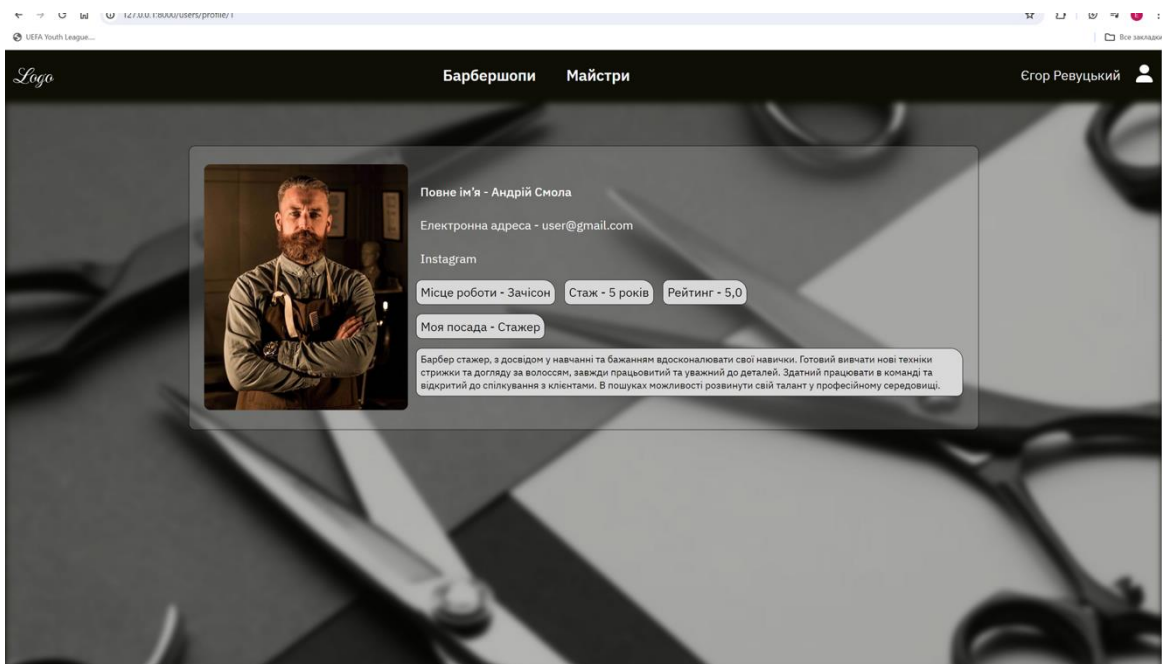 127.0.0.1:8000/users/profile/1
UEFA Youth League....
Все закладки
Logo
Барбершопи Майстри
Єгор Ревуцький
Повне ім'я - Андрій Смола
Електронна адреса - user@gmail.com
Instagram
Місце роботи - Зачісон Стаж - 5 років Рейтинг - 5,0
Моя посада - Стажер
Барбер стажер, з досвідом у навчанні та бажанням вдосконалювати свої навички. Готовий вивчати нові техніки
стрижки та догляду за волоссям, завжди працьовитий та уважний до деталей. Здатний працювати в команді та
відкритий до спілкування з клієнтами. В пошуках можливості розвинути свій талант у професійному середовищі.